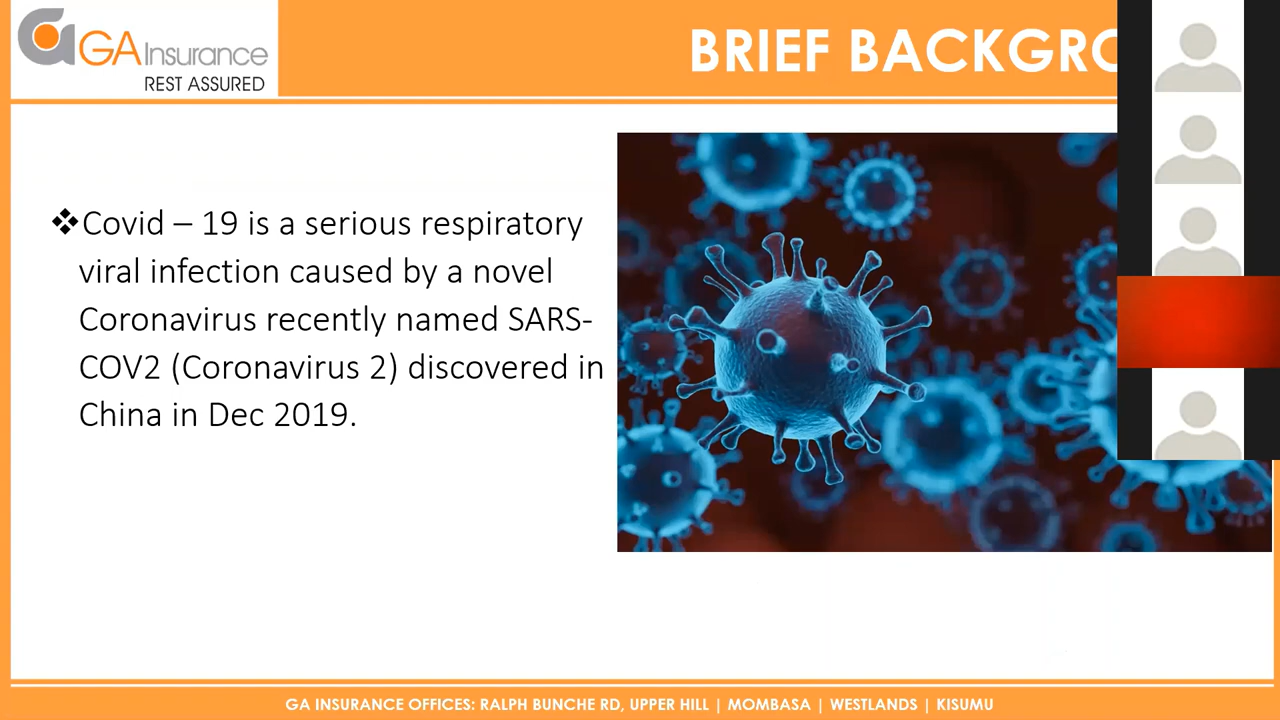 GA Insurance
REST ASSURED
BRIEF BACKGRO
❖Covid – 19 is a serious respiratory
viral infection caused by a novel
Coronavirus recently named SARS-
COV2 (Coronavirus 2) discovered in
China in Dec 2019.
GA INSURANCE OFFICES: RALPH BUNCHE RD, UPPER HILL | MOMBASA | WESTLANDS | KISUMU